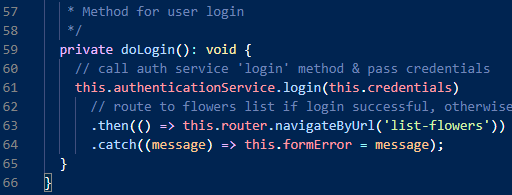 57 * Method for user login
58 */
59 private doLogin(): void {
60 // call auth service 'login' method & pass credentials
61 this.authenticationService.login(this.credentials)
62 // route to flowers list if login successful, otherwise
63 .then(() => this.router.navigateByUrl('list-flowers'))
64 .catch((message) => this.formError = message);
65 }
66 }